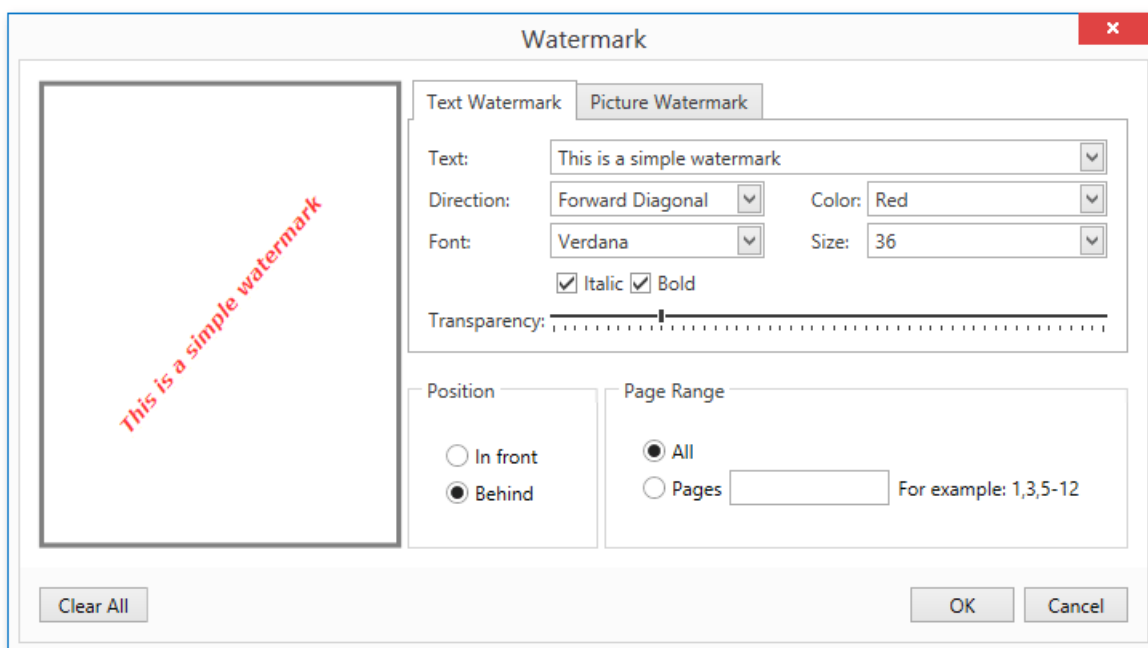 Watermark
Text Watermark Picture Watermark
Text: This is a simple watermark
Direction: Forward Diagonal Color: Red
Font: Verdana Size: 36
Italic Bold
Transparency:
This is a simple watermark
Position Page Range
In front All
Behind Pages For example: 1,3,5-12
Clear All OK Cancel